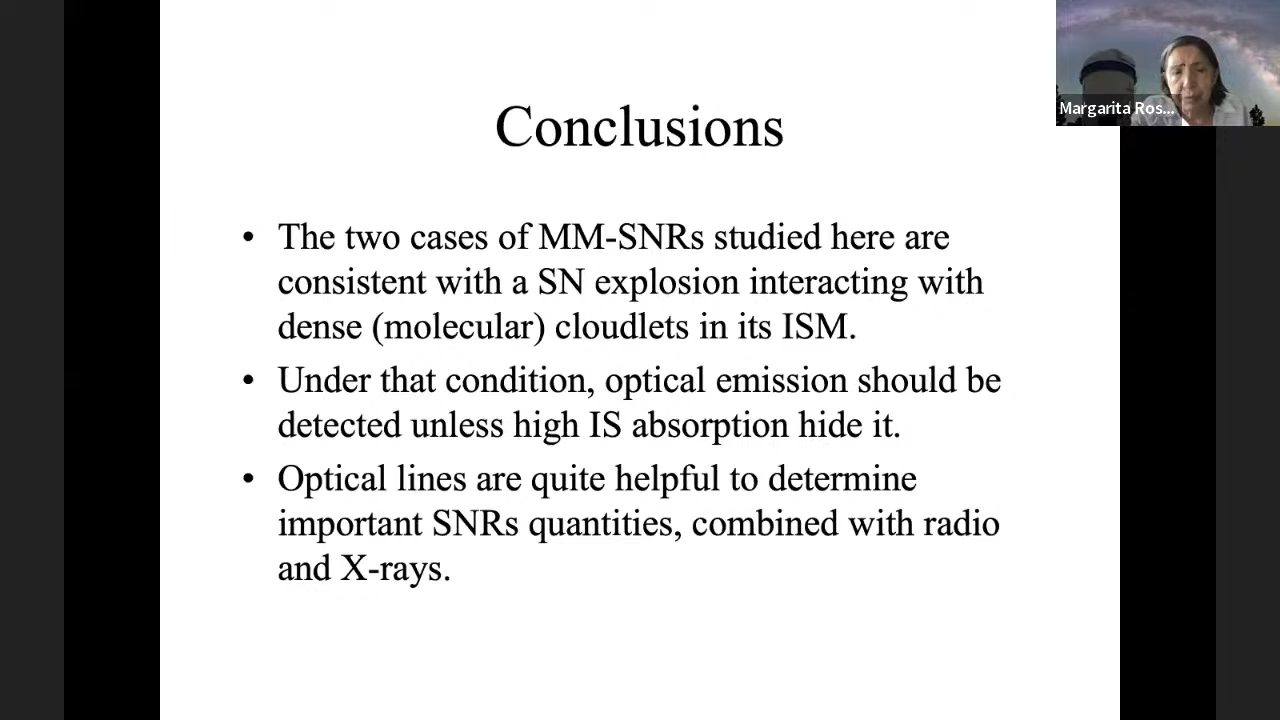 Conclusions
Margarita Ros...
• The two cases of MM-SNRs studied here are
consistent with a SN explosion interacting with
dense (molecular) cloudlets in its ISM.
• Under that condition, optical emission should be
detected unless high IS absorption hide it.
• Optical lines are quite helpful to determine
important SNRs quantities, combined with radio
and X-rays.